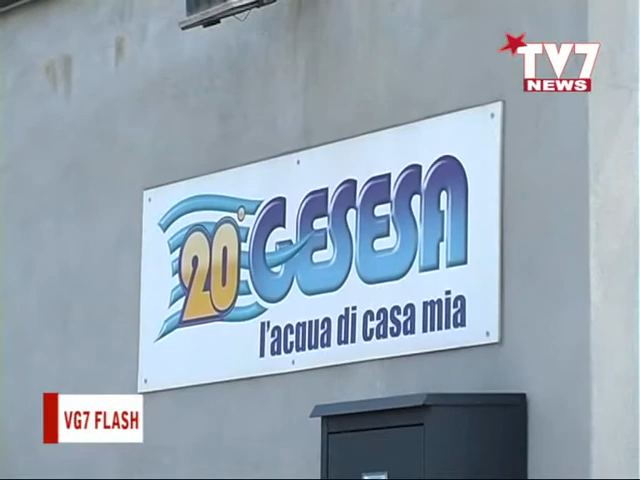 TV7
NEWS
20° GESESA
l'acqua di casa mia
VG7 FLASH